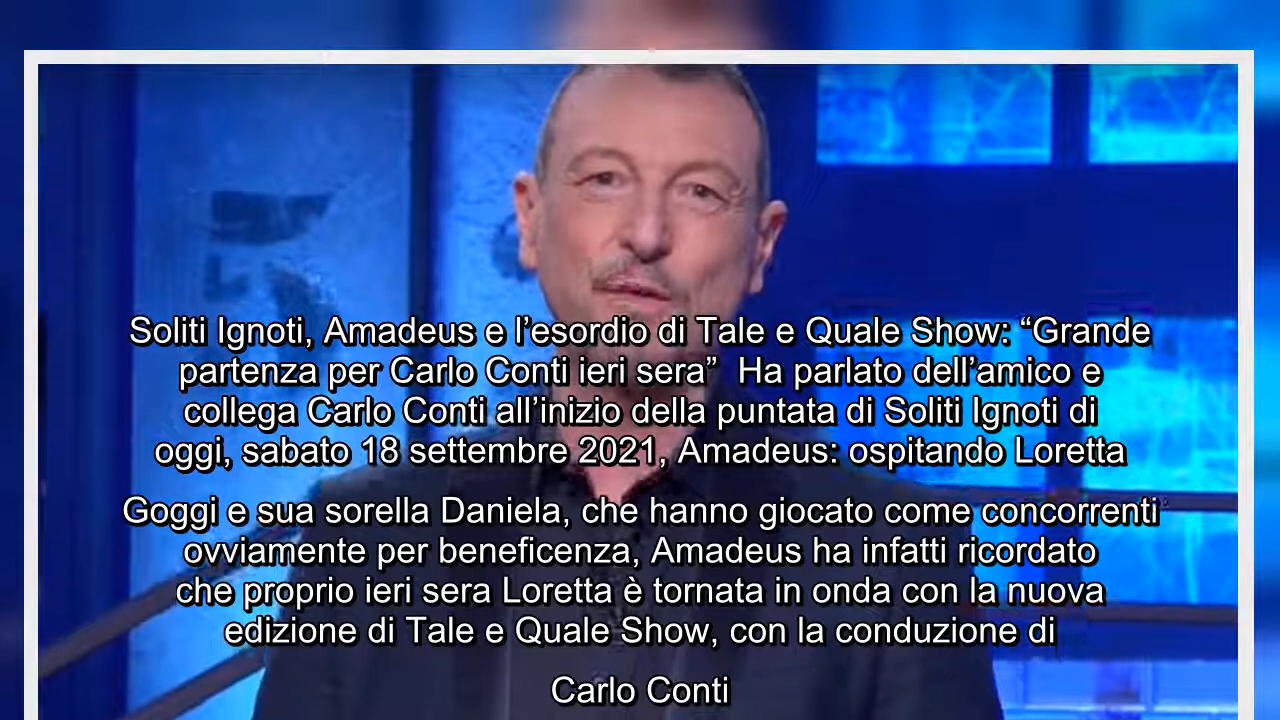 Soliti Ignoti, Amadeus e l’esordio di Tale e Quale Show: “Grande
partenza per Carlo Conti ieri sera”  Ha parlato dell’amico e
collega Carlo Conti all’inizio della puntata di Soliti Ignoti di
oggi, sabato 18 settembre 2021, Amadeus: ospitando Loretta
Goggi e sua sorella Daniela, che hanno giocato come concorrenti
ovviamente per beneficenza, Amadeus ha infatti ricordato
che proprio ieri sera Loretta è tornata in onda con la nuova
edizione di Tale e Quale Show, con la conduzione di
Carlo Conti